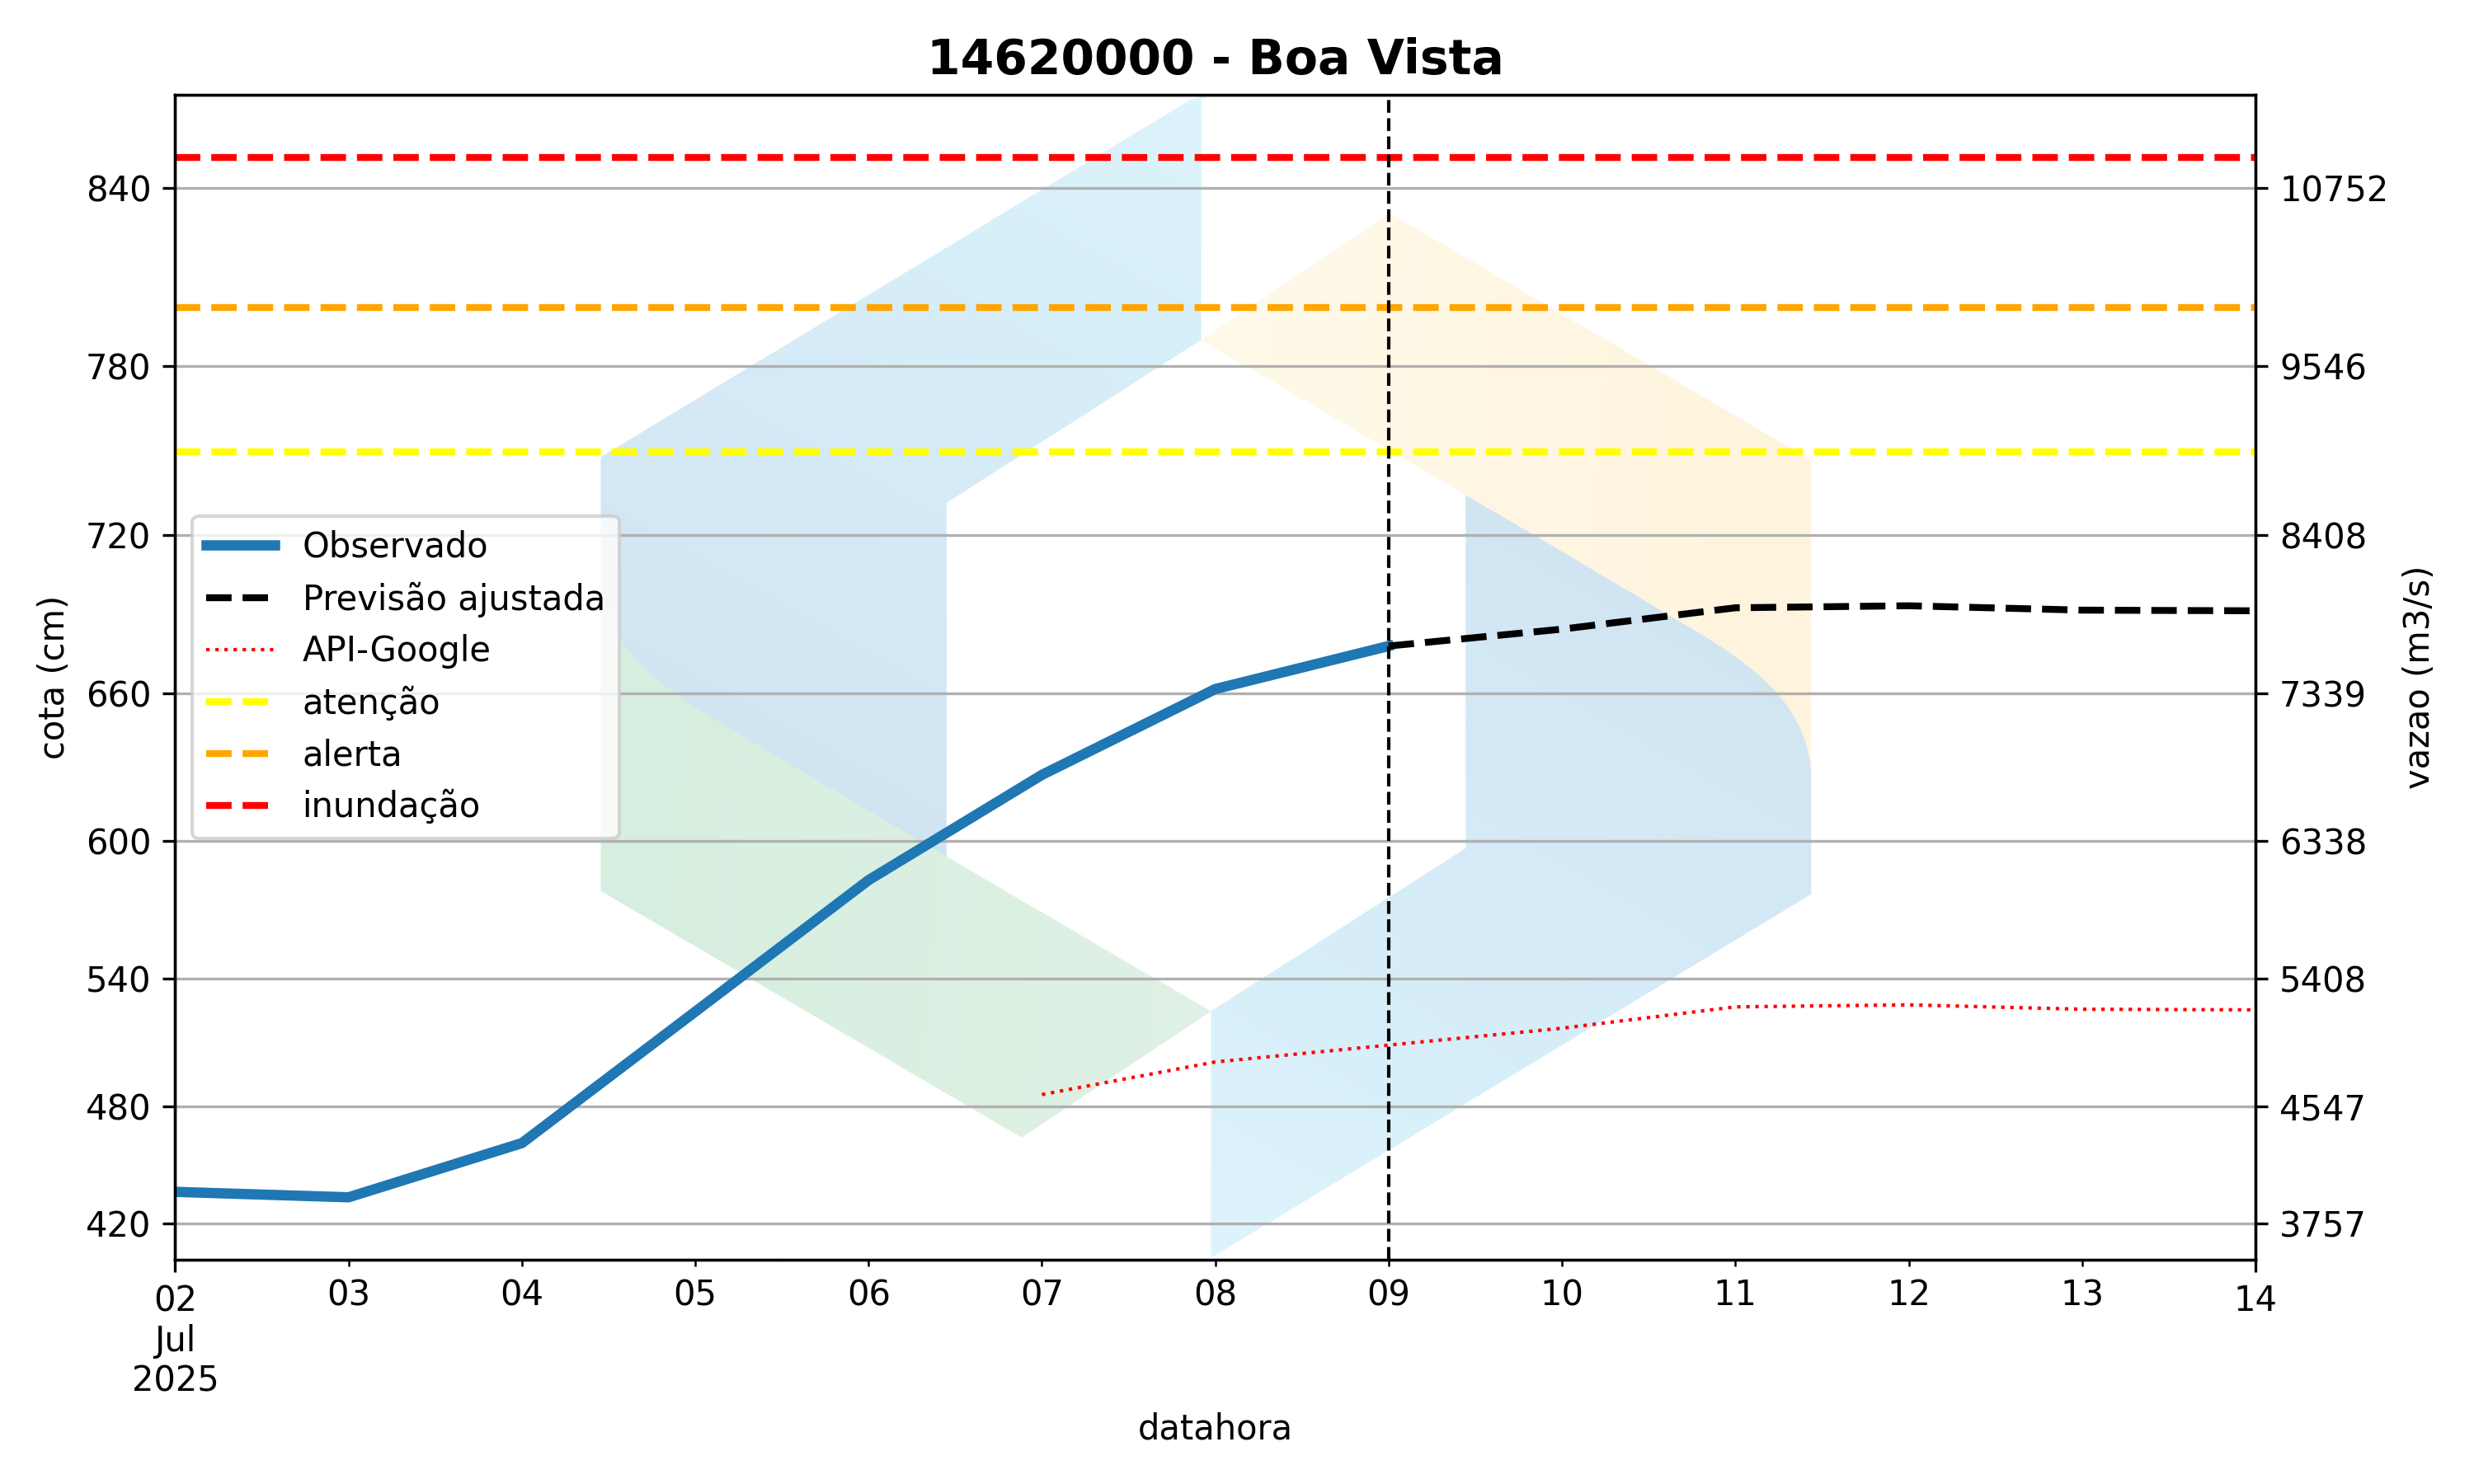 14620000 - Boa Vista
840
780
720
660
600
540
480
420
cota (cm)
10752
9546
8408
7339
6338
5408
4547
3757
vazao (m3/s)
Observado
Previsão ajustada
API-Google
atenção
alerta
inundação
02 03 04 05 06 07 08 09 10 11 12 13 14
Jul
2025
datahora